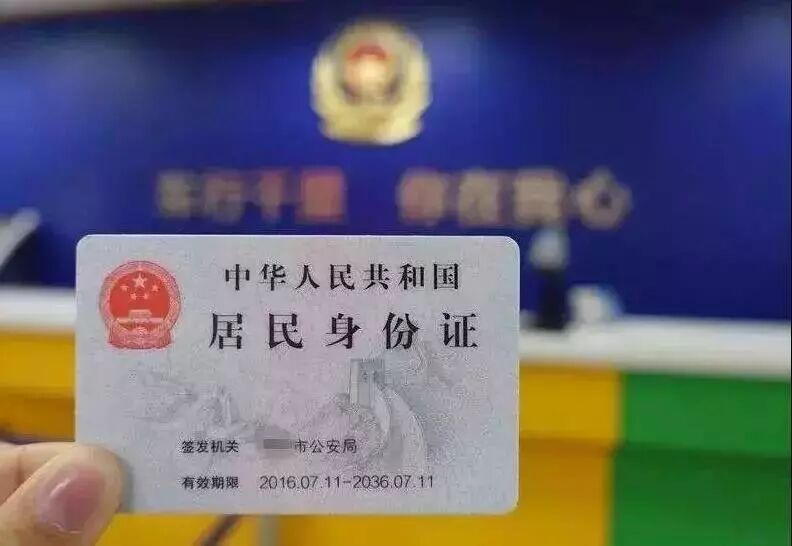 中华人民共和国
居民身份证
签发机关 市公安局
有效期限 2016.07.11-2036.07.11